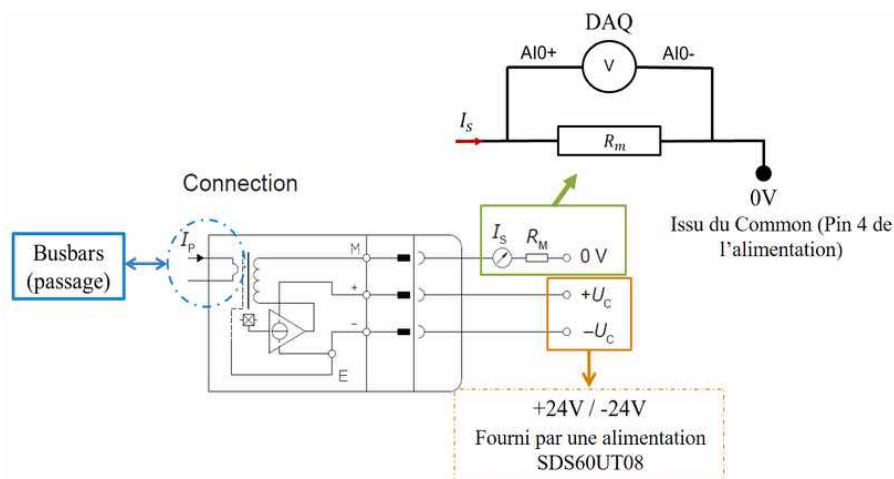 DAQ
AI0+
V
AI0-
I_s
R_m
0V
Issu du Common (Pin 4 de
l'alimentation)
Connection
Busbars
(passage)
I_P
M
I_S
R_M
0 V
+
+U_C
−
−U_C
E
+24V / -24V
Fourni par une alimentation
SDS60UT08